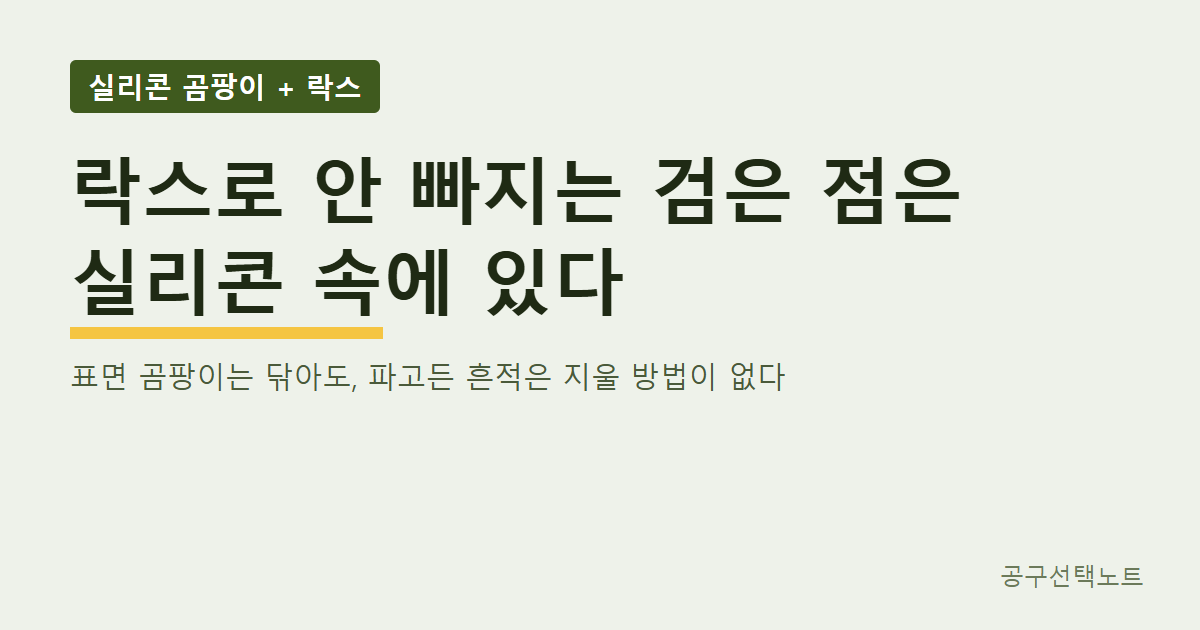 실리콘 곰팡이 + 락스
락스로 안 빠지는 검은 점은
실리콘 속에 있다
표면 곰팡이는 닦아도, 파고든 흔적은 지울 방법이 없다
공구선택노트